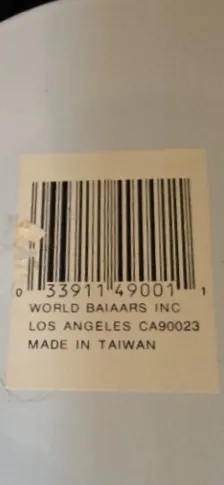 0 33911 49001 1
WORLD BAIAARS INC
LOS ANGELES CA90023
MADE IN TAIWAN